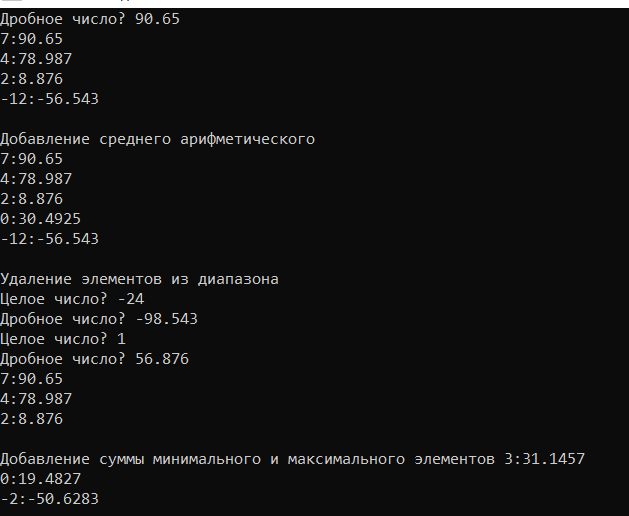 Дробное число? 90.65
7:90.65
4:78.987
2:8.876
-12:-56.543
Добавление среднего арифметического
7:90.65
4:78.987
2:8.876
0:30.4925
-12:-56.543
Удаление элементов из диапазона
Целое число? -24
Дробное число? -98.543
Целое число? 1
Дробное число? 56.876
7:90.65
4:78.987
2:8.876
Добавление суммы минимального и максимального элементов 3:31.1457
0:19.4827
-2:-50.6283